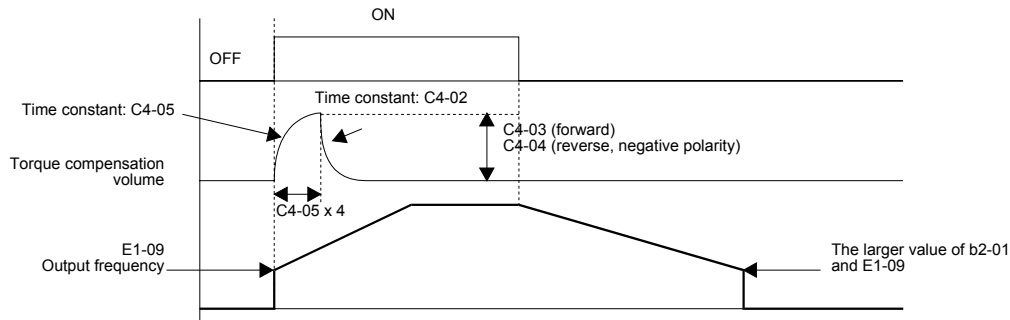 ON
OFF
Time constant: C4-05
Time constant: C4-02
C4-03 (forward)
C4-04 (reverse, negative polarity)
Torque compensation
volume
C4-05 x 4
E1-09
Output frequency
The larger value of b2-01
and E1-09